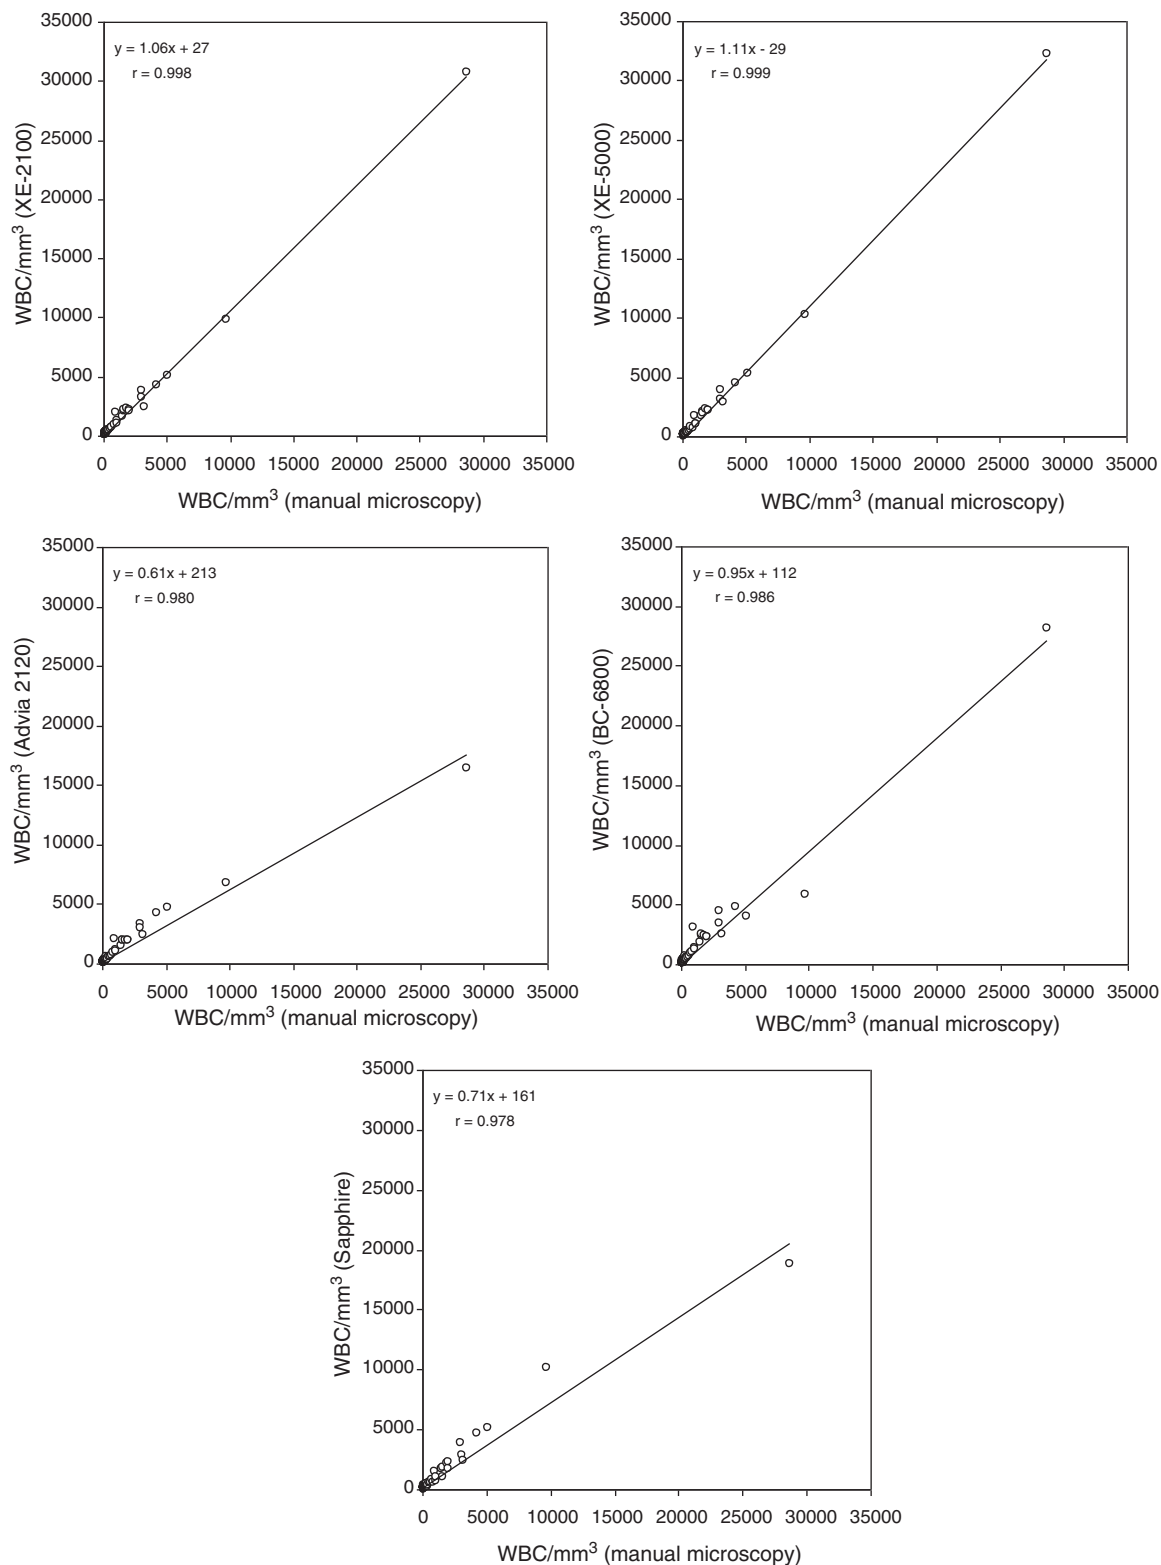 35000
y = 1.06x + 27
r = 0.998
30000
25000
20000
15000
10000
5000
0
WBC/mm³ (XE-2100)
0 5000 10000 15000 20000 25000 30000 35000
WBC/mm³ (manual microscopy)
35000
y = 1.11x - 29
r = 0.999
30000
25000
20000
15000
10000
5000
0
WBC/mm³ (XE-5000)
0 5000 10000 15000 20000 25000 30000 35000
WBC/mm³ (manual microscopy)
35000
y = 0.61x + 213
r = 0.980
30000
25000
20000
15000
10000
5000
0
WBC/mm³ (Advia 2120)
0 5000 10000 15000 20000 25000 30000 35000
WBC/mm³ (manual microscopy)
35000
y = 0.95x + 112
r = 0.986
30000
25000
20000
15000
10000
5000
0
WBC/mm³ (BC-6800)
0 5000 10000 15000 20000 25000 30000 35000
WBC/mm³ (manual microscopy)
35000
y = 0.71x + 161
r = 0.978
30000
25000
20000
15000
10000
5000
0
WBC/mm³ (Sapphire)
0 5000 10000 15000 20000 25000 30000 35000
WBC/mm³ (manual microscopy)